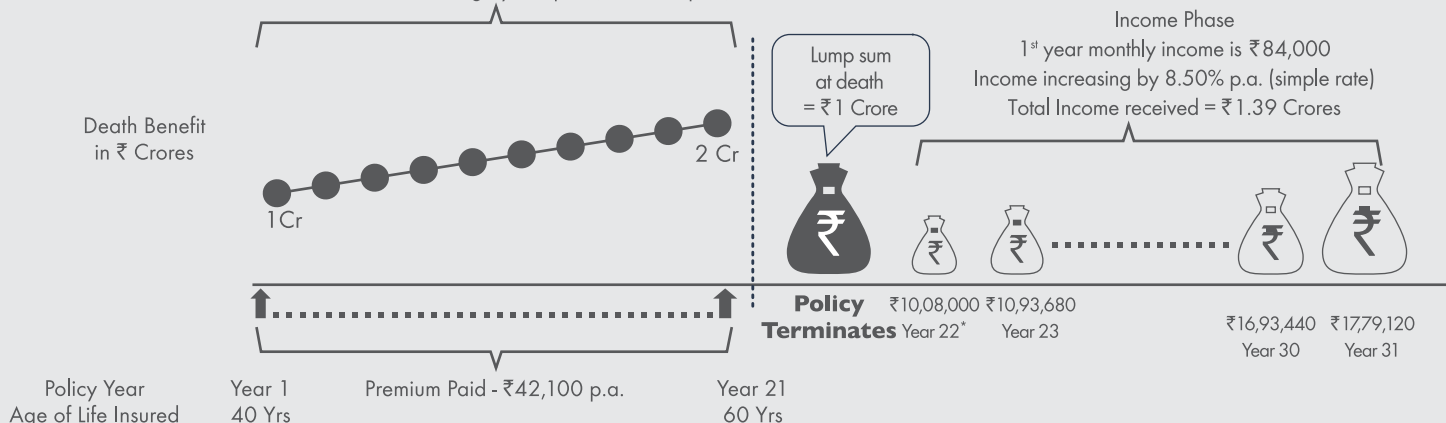 Income Phase
1st year monthly income is ₹84,000
Income increasing by 8.50% p.a. (simple rate)
Total Income received = ₹1.39 Crores
Lump sum
at death
= ₹1 Crore
Death Benefit
in ₹ Crores
1Cr
2 Cr
₹
₹
₹
₹
₹
Policy
Terminates
₹10,08,000
Year 22*
₹10,93,680
Year 23
₹16,93,440
Year 30
₹17,79,120
Year 31
Policy Year
Age of Life Insured
Year 1
40 Yrs
Premium Paid - ₹42,100 p.a.
Year 21
60 Yrs